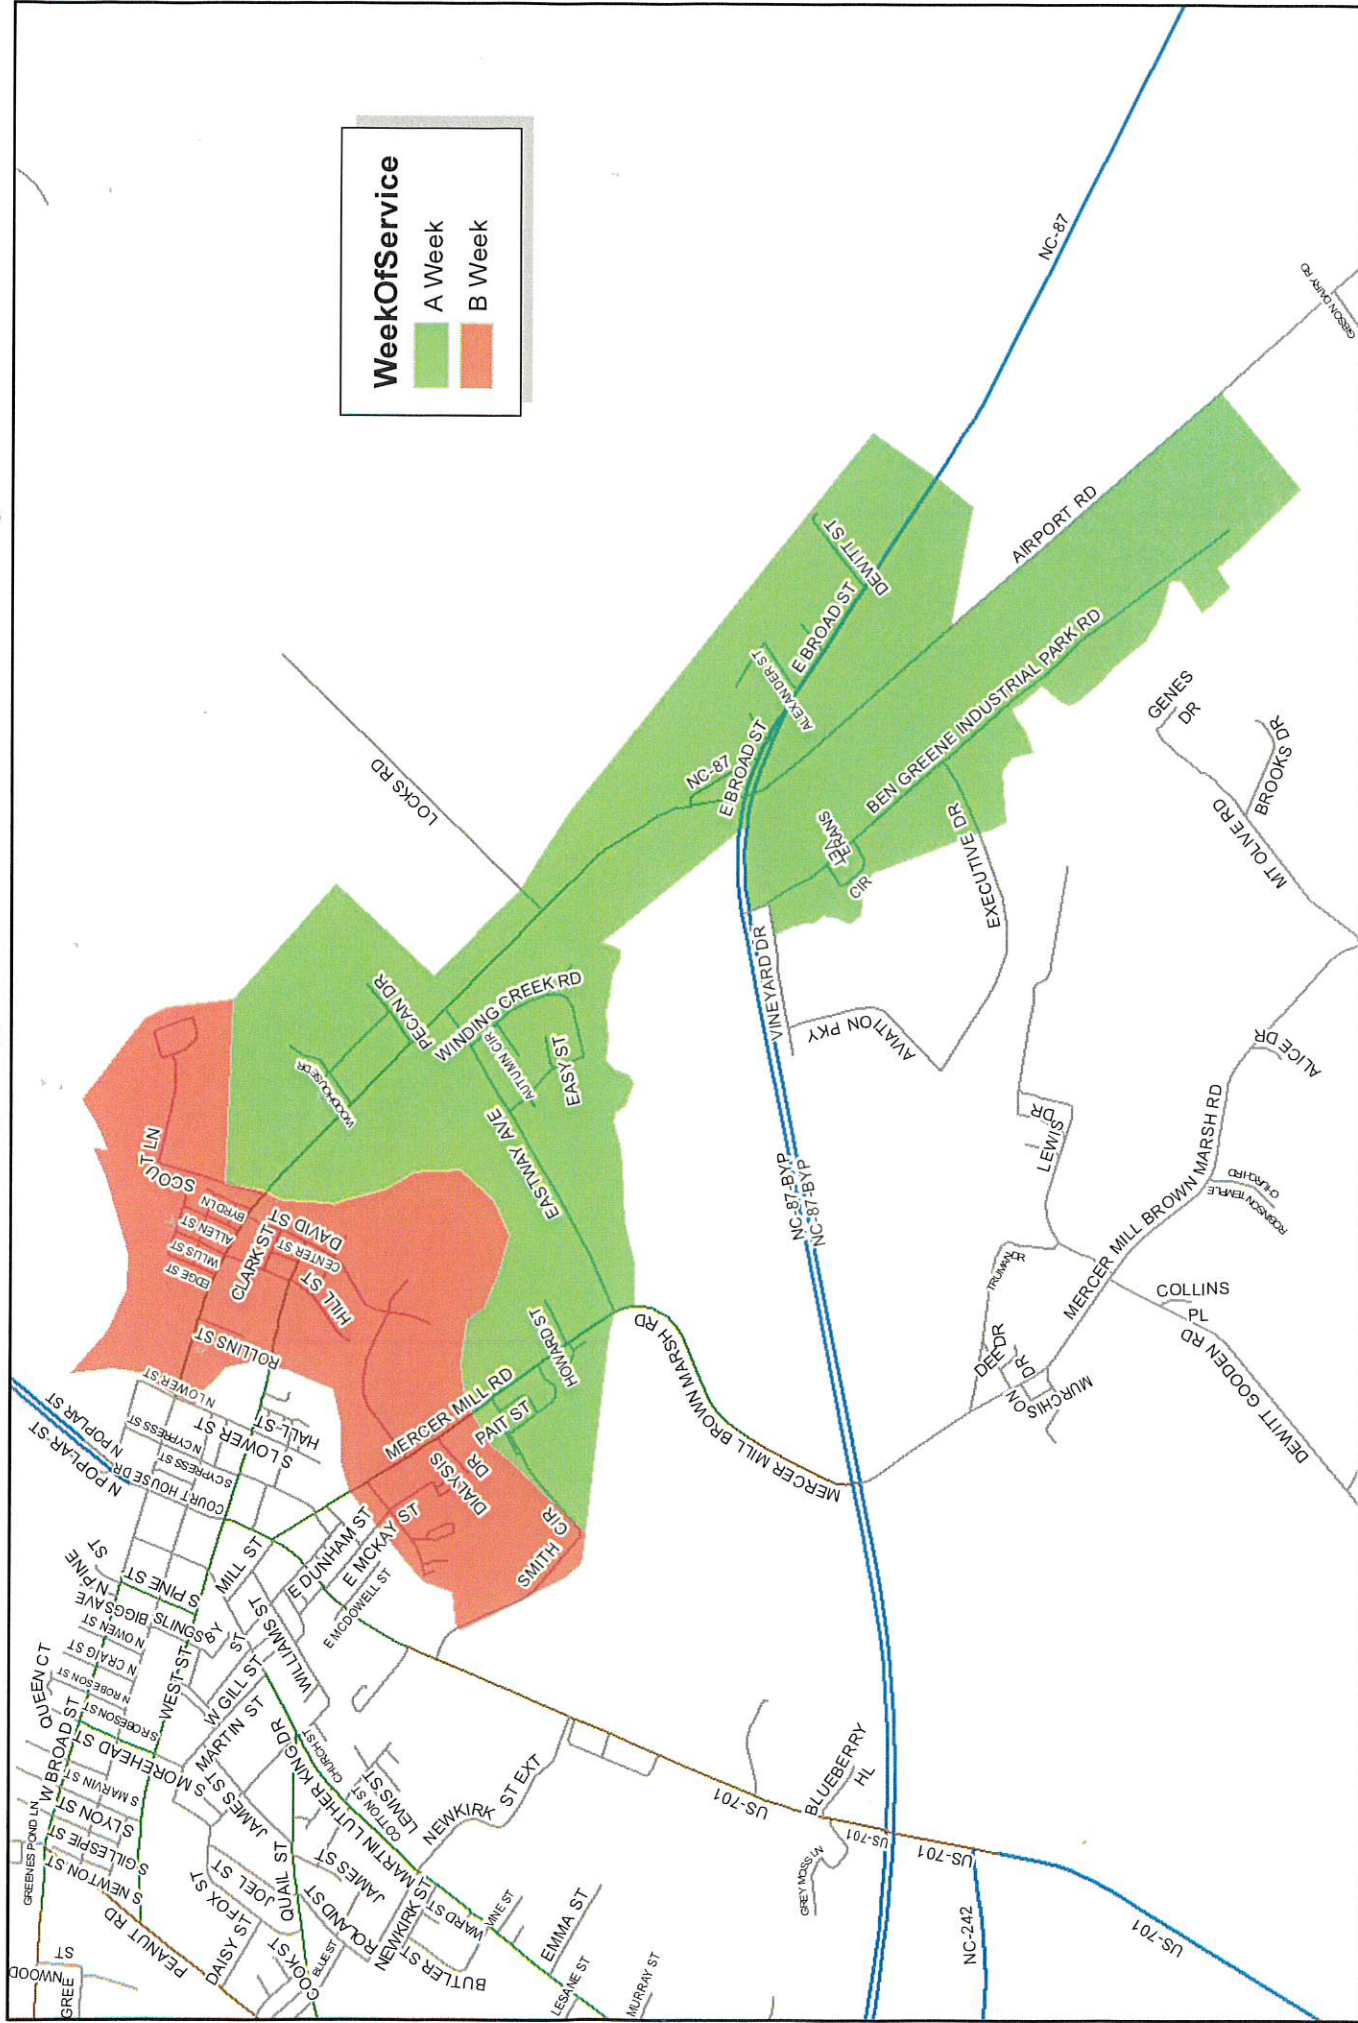 WeekOfService
A Week
B Week
NC-87
GIBSON DAIRY RD
AIRPORT RD
DEWITT ST
E BROAD ST
ALEXANDER ST
E BROAD ST
NC-87
BEN GREENE INDUSTRIAL PARK RD
GENES
DR
BROOKS DR
MT OLIVE RD
LOCKS RD
CIR
EXECUTIVE DR
VINEYARD DR
AVIATION PKY
ALICE DR
PECAN DR
WINDING CREEK RD
AUTUMN CIR
EASY ST
WOODHOUSE DR
EASTWAY AVE
LEWIS
DR
MERCER MILL BROWN MARSH RD
ROBINSON TEMPLE
CHURCH RD
NC-87-BYP
NC-87-BYP
TRUMAN DR
COLLINS
PL
DEWITT GOODEN RD
DEE DR
MURCHISON
DR
SCOUT LN
BYRD LN
ALLEN ST
WILLIS ST
EDGE ST
CLARK ST
DAVID ST
CENTER ST
HILL ST
ROLLINS ST
HOWARD ST
MERCER MILL RD
PAIT ST
MERCER MILL BROWN MARSH RD
DIALYSIS
DR
SMITH
CIR
N LOWER ST
HALL ST
S LOWER ST
N CYPRESS ST
S CYPRESS ST
COURT HOUSE DR
N POPLAR ST
N POPLAR ST
E DUNHAM ST
E MCKAY ST
E MCDOWELL ST
MILL ST
WILLIAMS ST
N PINE
ST
S PINE ST
BIGGS AVE
N OWEN ST
N CRAIG ST
N ROBESON ST
S ROBESON ST
QUEEN CT
W BROAD ST
WEST ST
W GILL ST
MARTIN ST
S MOREHEAD ST
S MARVIN ST
S LYON ST
S GILLESPIE ST
S NEWTON ST
GREENES POND LN
JAMES ST
MARTIN LUTHER KING DR
CHURCH ST
COTTON ST
LEWIS ST
NEWKIRK
ST EXT
JAMES ST
QUAIL ST
JOEL ST
FOX ST
DAISY ST
ROLAND ST
NEWKIRK ST
COOK ST
BLUE ST
BUTLER ST
WARD ST
VINE ST
EMMA ST
LESANE ST
MURRAY ST
PEANUT RD
GREENWOOD
ST
US-701
BLUEBERRY
HL
GREY MOSS LN
US-701
US-701
NC-242
US-701